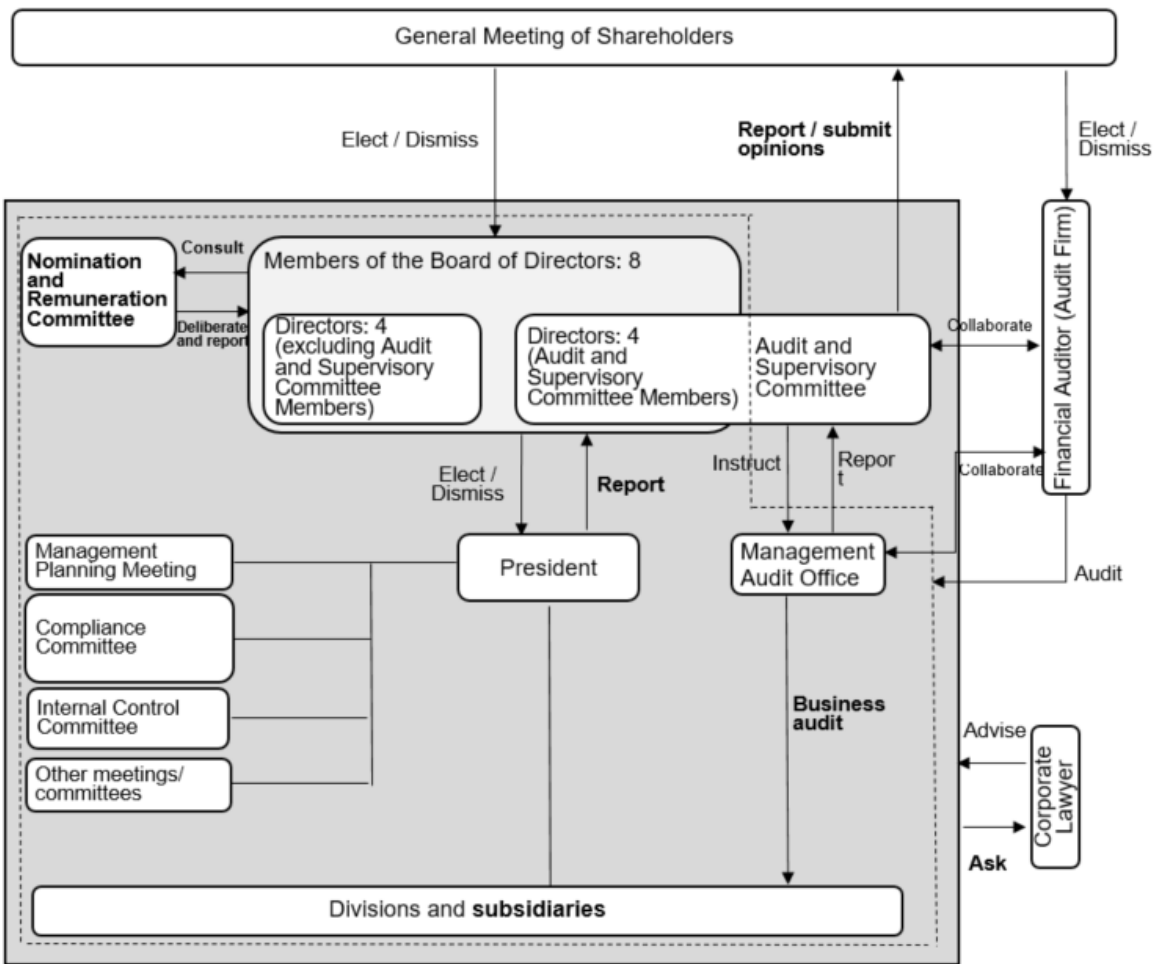 General Meeting of Shareholders
Elect / Dismiss
Report / submit
opinions
Elect /
Dismiss
Nomination
and
Remuneration
Committee
Consult
Deliberate
and report
Members of the Board of Directors: 8
Directors: 4
(excluding Audit
and Supervisory
Committee
Members)
Directors: 4
(Audit and
Supervisory
Committee Members)
Audit and
Supervisory
Committee
Collaborate
Financial Auditor (Audit Firm)
Elect /
Dismiss
Report
Instruct
Repor
t
Collaborate
Management
Planning Meeting
President
Management
Audit Office
Audit
Compliance
Committee
Internal Control
Committee
Business
audit
Other meetings/
committees
Advise
Corporate
Lawyer
Ask
Divisions and subsidiaries